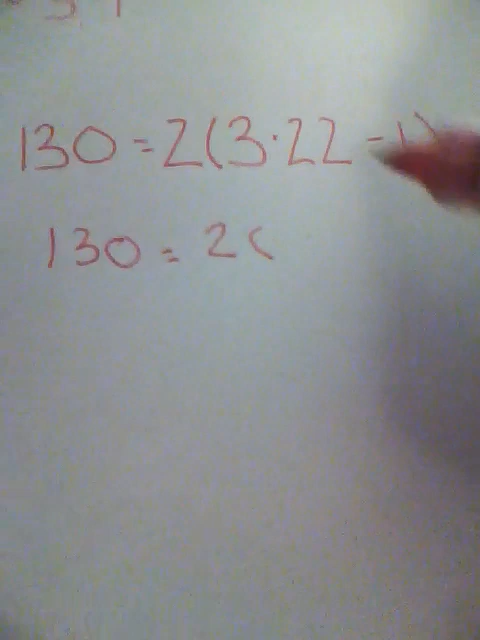 130 = 2(3·22 - 1)
130 = 2(